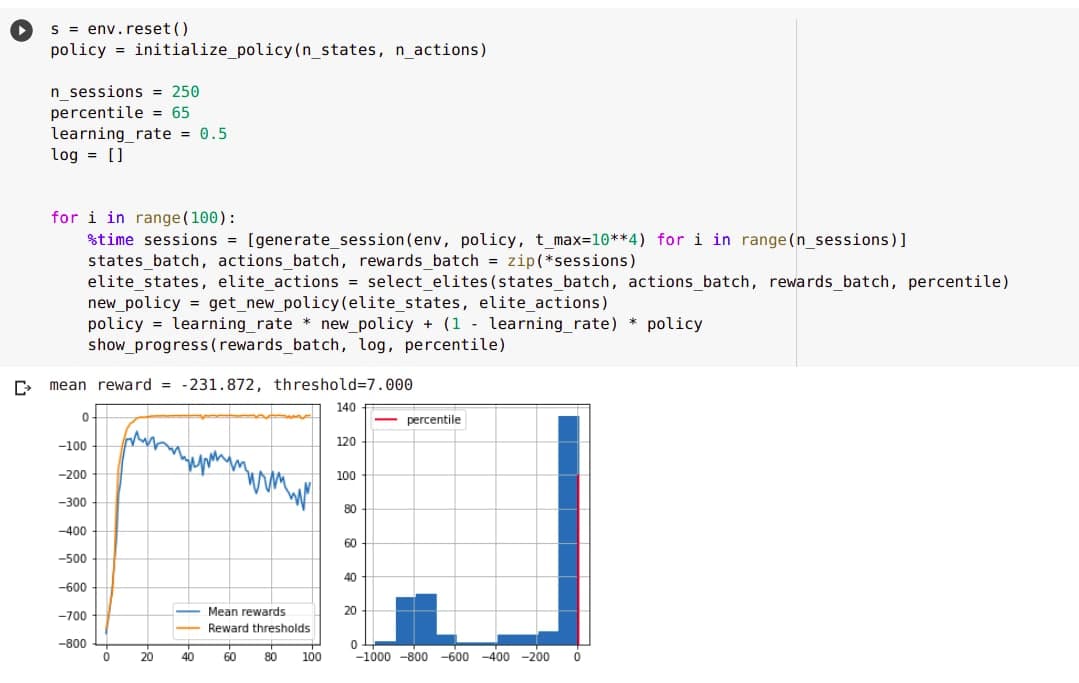 s = env.reset()
policy = initialize_policy(n_states, n_actions)
n_sessions = 250
percentile = 65
learning_rate = 0.5
log = []
for i in range(100):
    %time sessions = [generate_session(env, policy, t_max=10**4) for i in range(n_sessions)]
    states_batch, actions_batch, rewards_batch = zip(*sessions)
    elite_states, elite_actions = select_elites(states_batch, actions_batch, rewards_batch, percentile)
    new_policy = get_new_policy(elite_states, elite_actions)
    policy = learning_rate * new_policy + (1 - learning_rate) * policy
    show_progress(rewards_batch, log, percentile)
mean reward = -231.872, threshold=7.000
0
−100
−200
−300
−400
−500
−600
−700
−800
0 20 40 60 80 100
Mean rewards
Reward thresholds
140
120
100
80
60
40
20
0
−1000 −800 −600 −400 −200 0
percentile